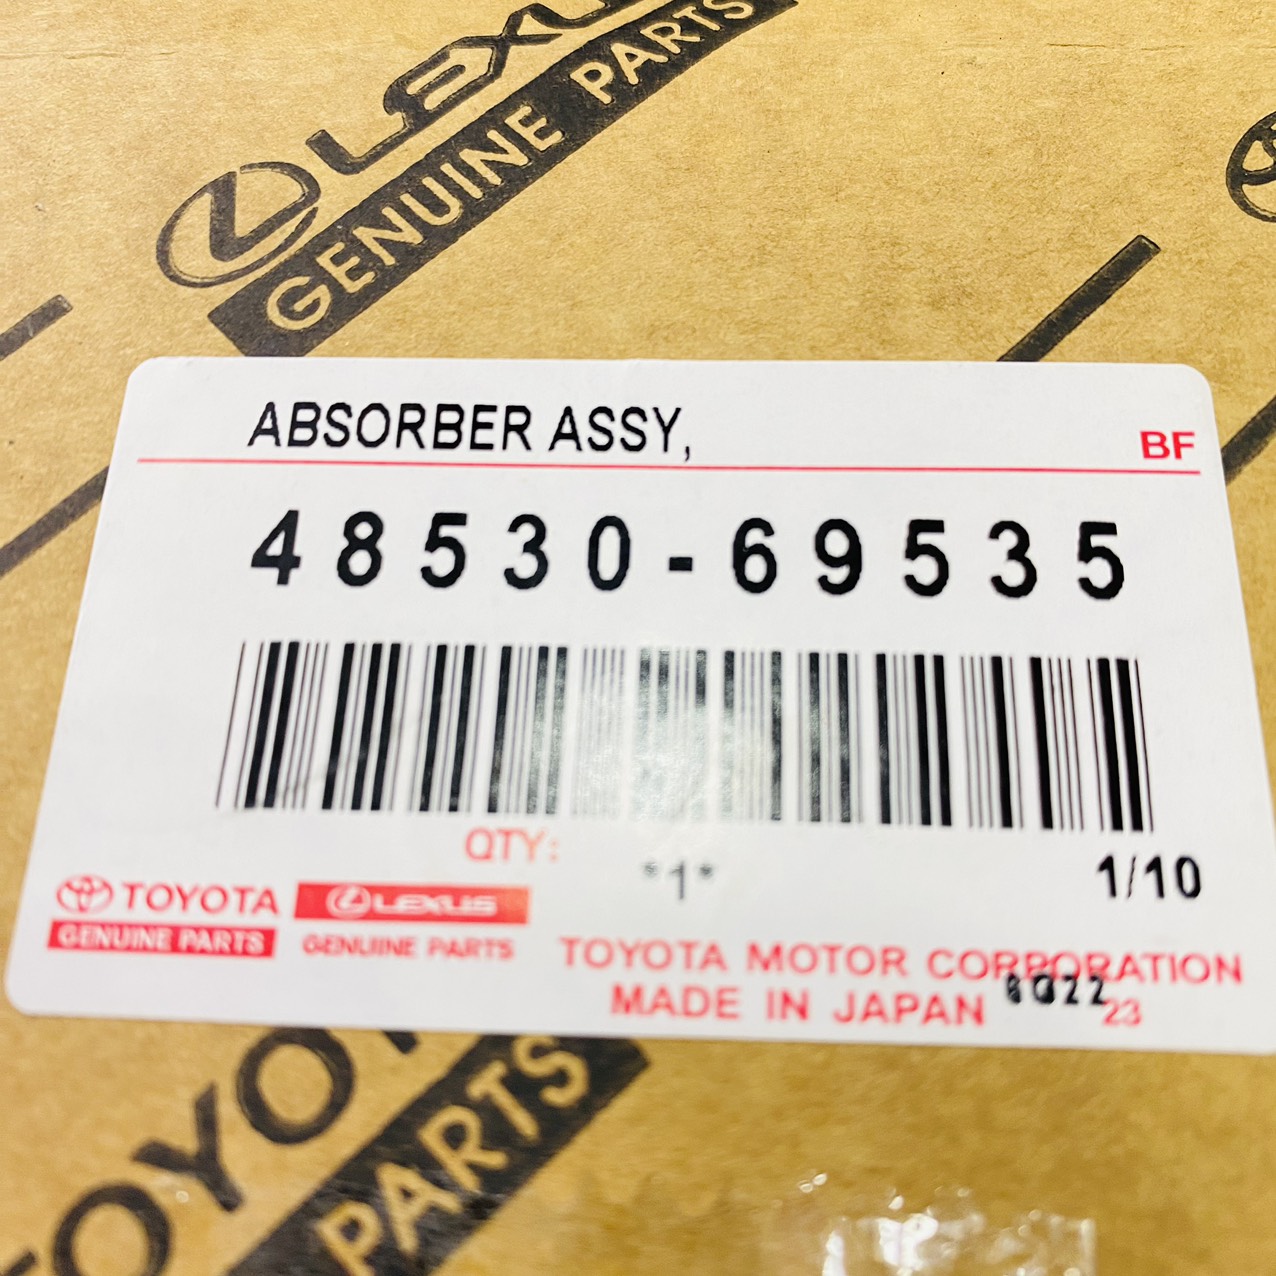 LEXUS
GENUINE PARTS
ABSORBER ASSY,
BF
48530-69535
QTY:
*1*
1/10
TOYOTA
GENUINE PARTS
LEXUS
GENUINE PARTS
TOYOTA MOTOR CORPORATION
MADE IN JAPAN
23
TOYO
PARTS